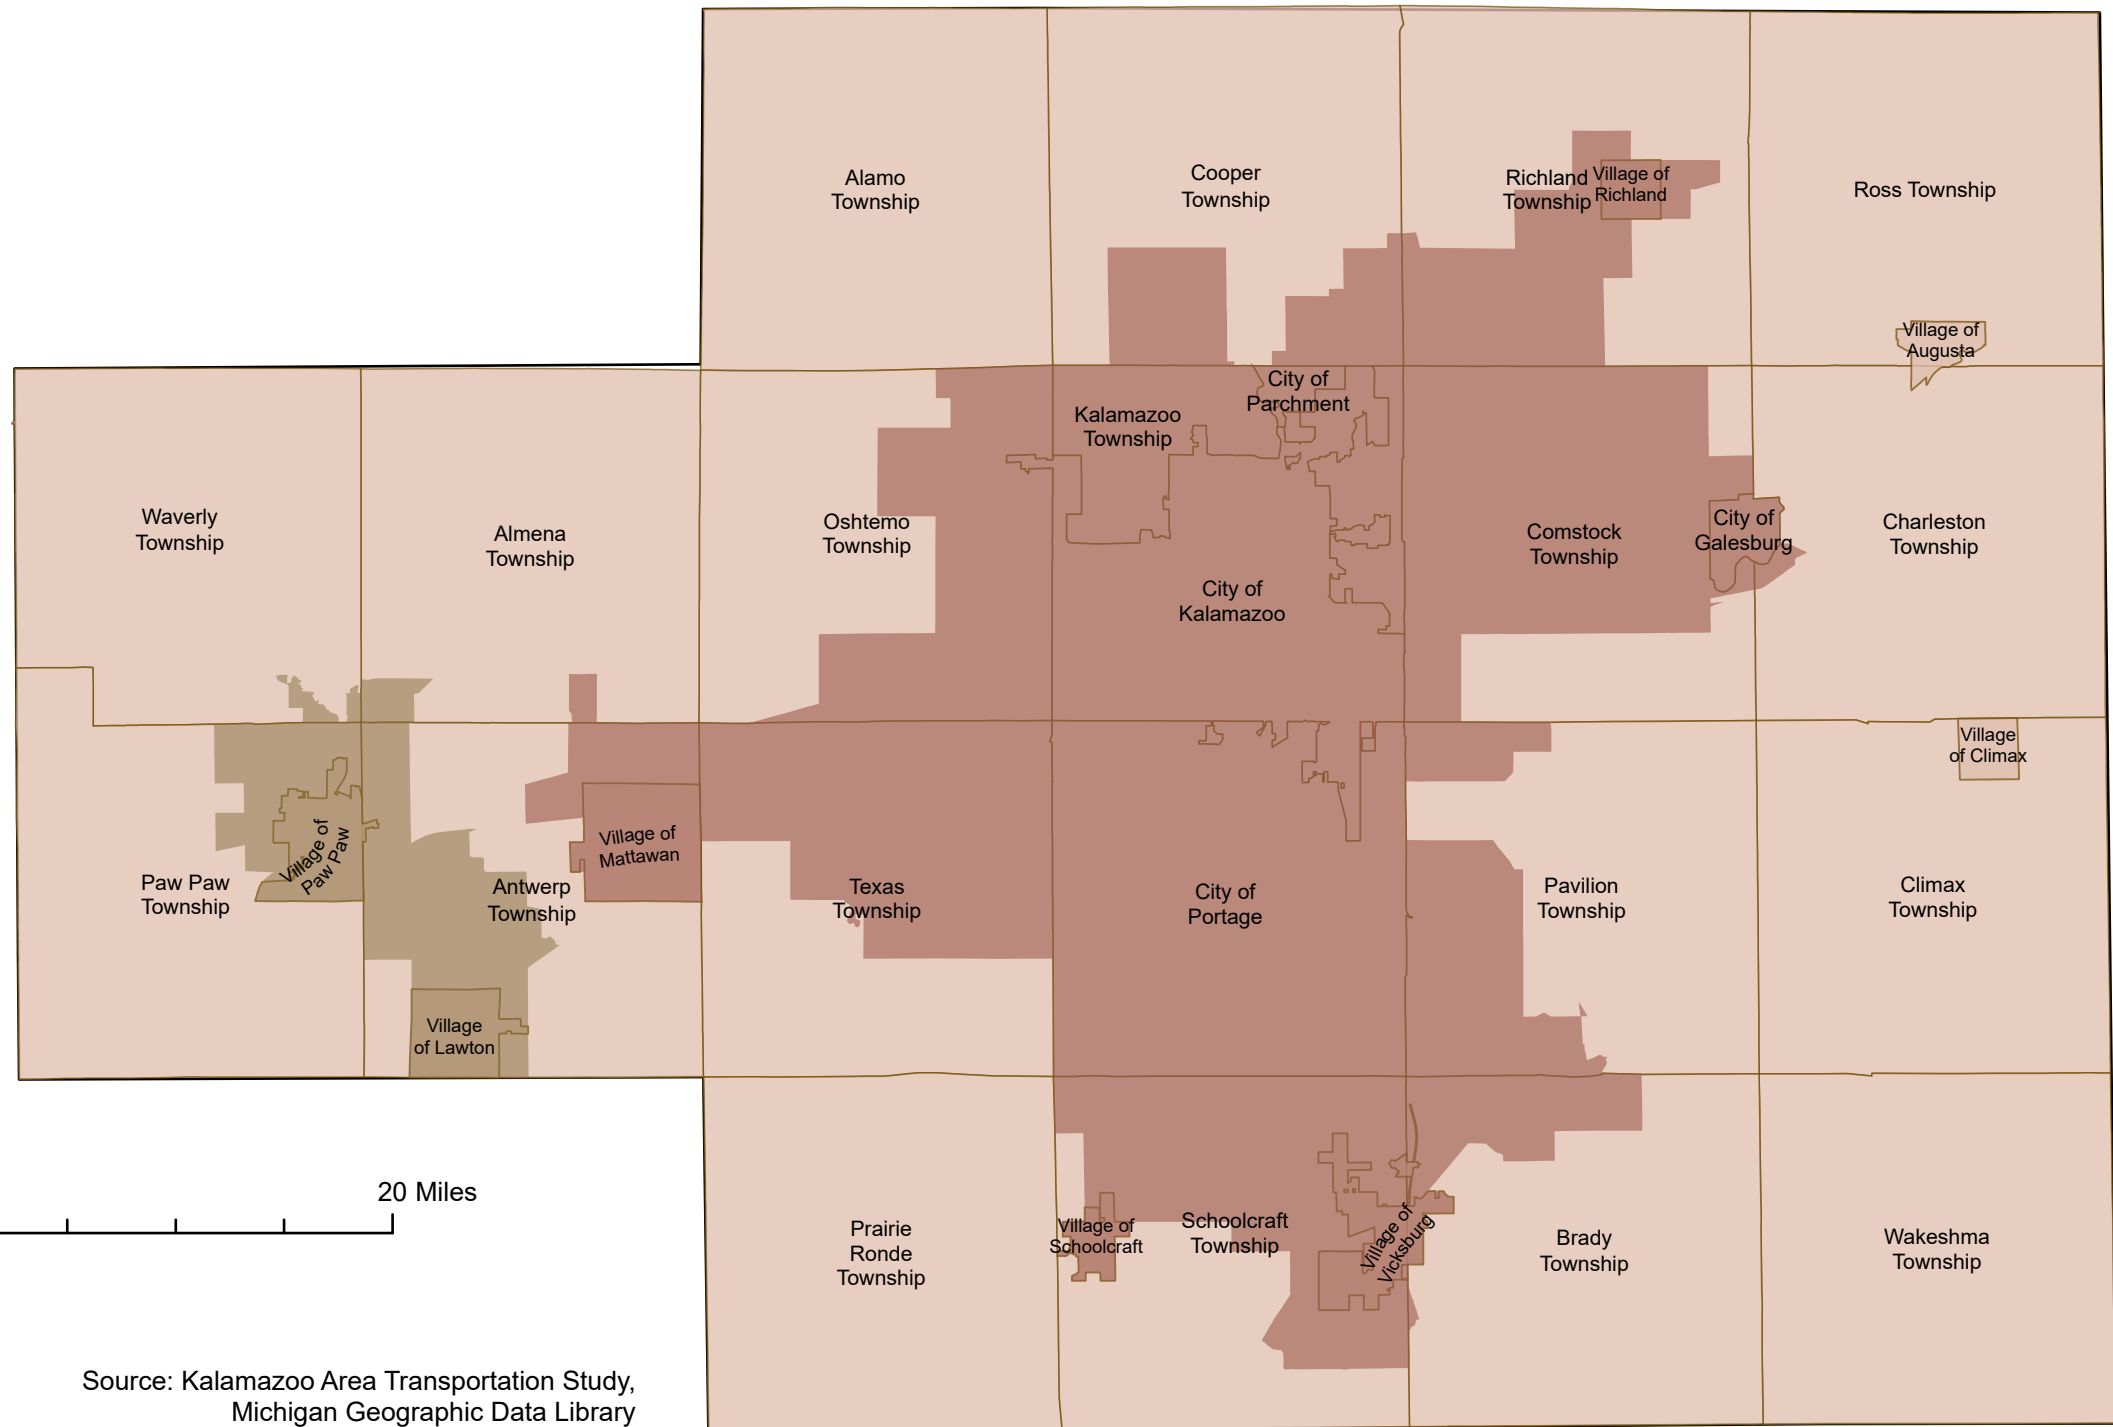 Alamo
Township
Cooper
Township
Richland
Township
Village of
Richland
Ross Township
Village of
Augusta
City of
Parchment
Kalamazoo
Township
Waverly
Township
Almena
Township
Oshtemo
Township
City of
Kalamazoo
Comstock
Township
City of
Galesburg
Charleston
Township
Village
of Climax
Village of
Paw Paw
Village of
Mattawan
Paw Paw
Township
Antwerp
Township
Texas
Township
City of
Portage
Pavilion
Township
Climax
Township
Village
of Lawton
20 Miles
Prairie
Ronde
Township
Village of
Schoolcraft
Schoolcraft
Township
Village of
Vicksburg
Brady
Township
Wakeshma
Township
Source: Kalamazoo Area Transportation Study,
Michigan Geographic Data Library